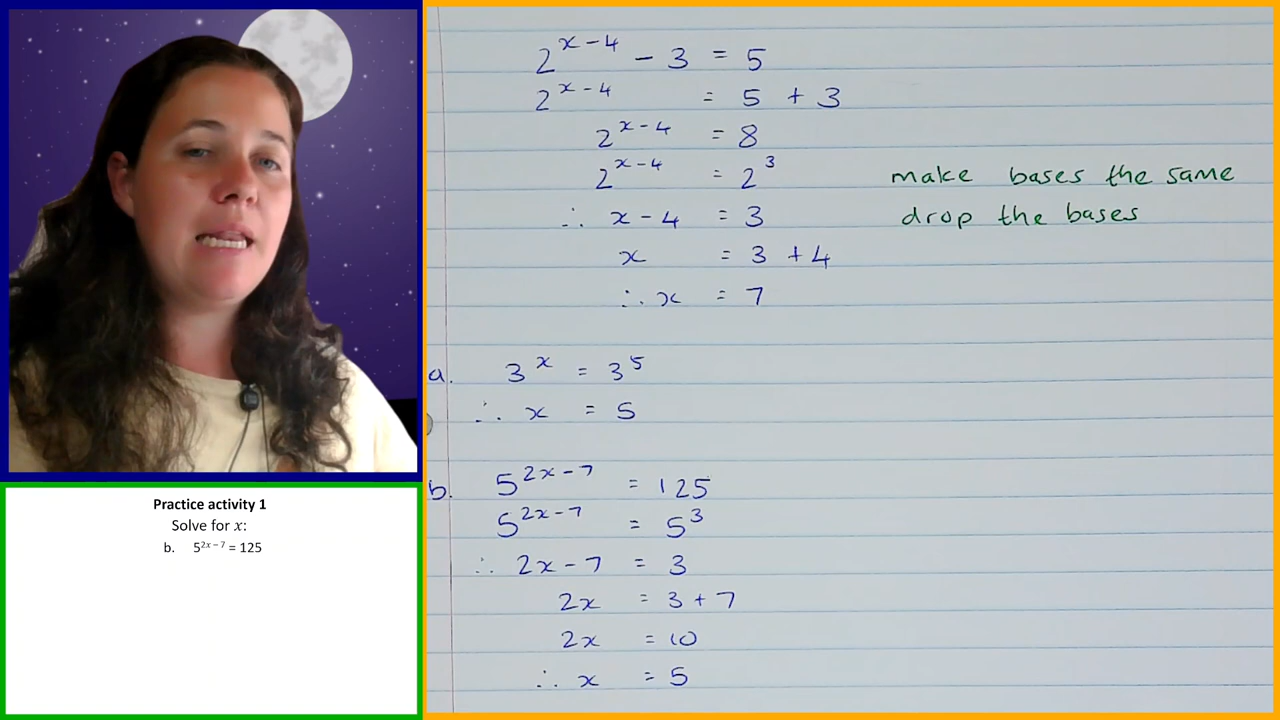 Practice activity 1
Solve for x:
b. 5^{2x – 7} = 125
2^{x – 4} – 3 = 5
2^{x – 4} = 5 + 3
2^{x – 4} = 8
2^{x – 4} = 2^3 make bases the same
∴ x – 4 = 3 drop the bases
x = 3 + 4
∴ x = 7
a. 3^x = 3^5
∴ x = 5
b. 5^{2x – 7} = 125
5^{2x – 7} = 5^3
∴ 2x – 7 = 3
2x = 3 + 7
2x = 10
∴ x = 5